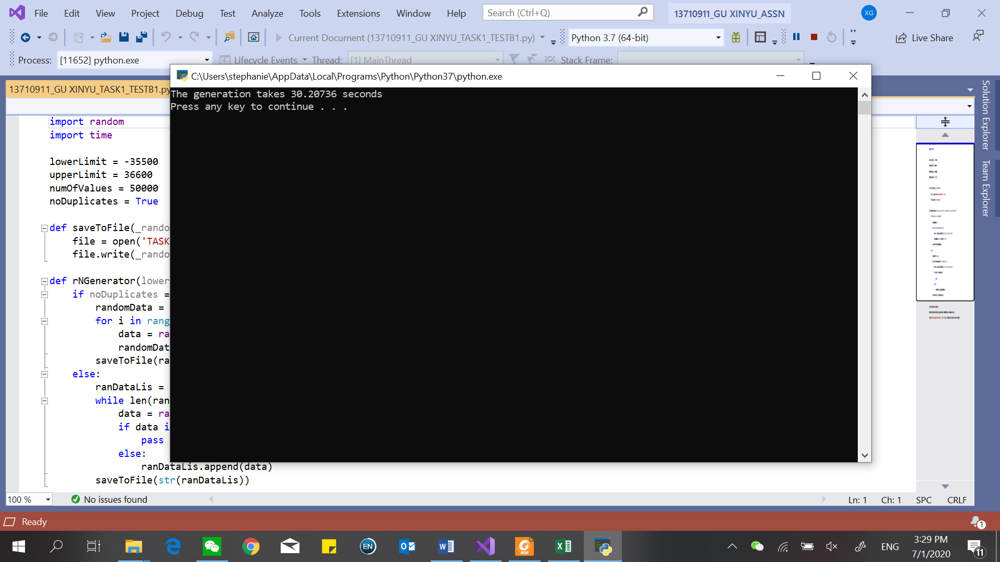 File Edit View Project Debug Test Analyze Tools Extensions Window Help Search (Ctrl+Q) 13710911_GU XINYU_ASSN XG
Current Document (13710911_GU XINYU_TASK1_TESTB1.py) Python 3.7 (64-bit) Live Share
Process: [11652] python.exe Lifecycle Events Thread: [1] MainThread Stack Frame:
C:\Users\stephanie\AppData\Local\Programs\Python\Python37\python.exe
13710911_GU XINYU_TASK1_TESTB1.py
The generation takes 30.20736 seconds
Press any key to continue . . .
Solution Explorer
Team Explorer
import random
import time
lowerLimit = -35500
upperLimit = 36600
numOfValues = 50000
noDuplicates = True
def saveToFile(_rando
file = open('TASK
file.write(_rando
def rNGenerator(lower
if noDuplicates =
randomData =
for i in rang
data = ra
randomDat
saveToFile(ra
else:
ranDataLis =
while len(ran
data = ra
if data i
pass
else:
ranDataLis.append(data)
saveToFile(str(ranDataLis))
100 % No issues found Ln: 1 Ch: 1 SPC CRLF
Ready 1
EN PDF ENG 3:29 PM
7/1/2020 11